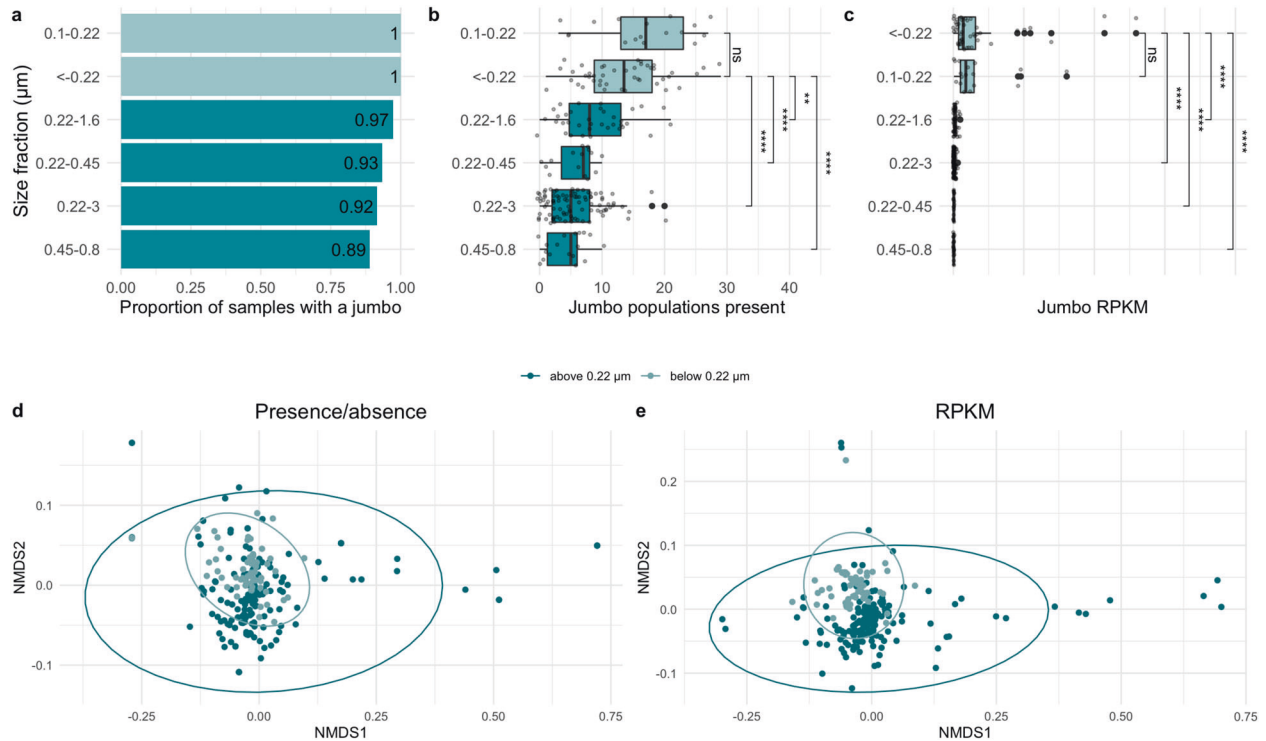 a
Size fraction (µm)
0.1-0.22
1
<-0.22
1
0.22-1.6
0.97
0.22-0.45
0.93
0.22-3
0.92
0.45-0.8
0.89
0.00 0.25 0.50 0.75 1.00
Proportion of samples with a jumbo
b
0.1-0.22
<-0.22
0.22-1.6
0.22-0.45
0.22-3
0.45-0.8
ns
**
****
****
****
0 10 20 30 40
Jumbo populations present
c
<-0.22
0.1-0.22
0.22-1.6
0.22-3
0.22-0.45
0.45-0.8
ns
****
****
****
****
Jumbo RPKM
above 0.22 µm below 0.22 µm
d
Presence/absence
NMDS2
0.1
0.0
-0.1
-0.25 0.00 0.25 0.50 0.75
NMDS1
e
RPKM
NMDS2
0.2
0.1
0.0
-0.1
-0.25 0.00 0.25 0.50 0.75
NMDS1